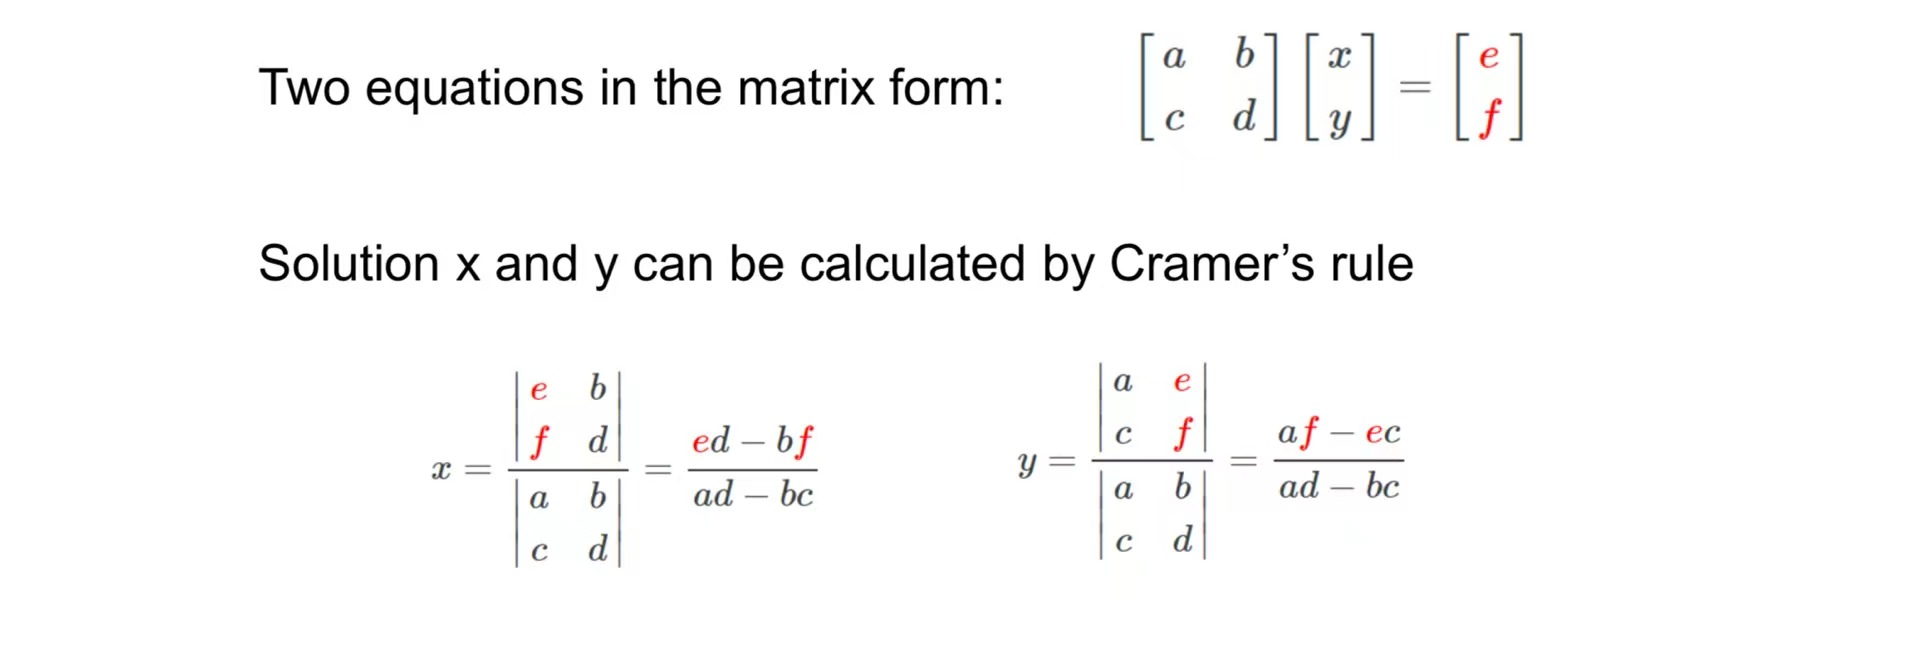 Two equations in the matrix form: \begin{bmatrix} a & b \\ c & d \end{bmatrix} \begin{bmatrix} x \\ y \end{bmatrix} = \begin{bmatrix} e \\ f \end{bmatrix}
Solution x and y can be calculated by Cramer’s rule
x = \frac{\begin{vmatrix} e & b \\ f & d \end{vmatrix}}{\begin{vmatrix} a & b \\ c & d \end{vmatrix}} = \frac{ed - bf}{ad - bc} y = \frac{\begin{vmatrix} a & e \\ c & f \end{vmatrix}}{\begin{vmatrix} a & b \\ c & d \end{vmatrix}} = \frac{af - ec}{ad - bc}